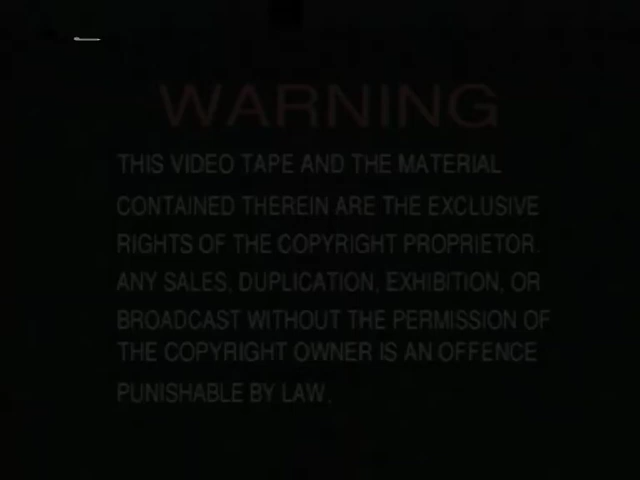 WARNING
THIS VIDEO TAPE AND THE MATERIAL
CONTAINED THEREIN ARE THE EXCLUSIVE
RIGHTS OF THE COPYRIGHT PROPRIETOR.
ANY SALES, DUPLICATION, EXHIBITION, OR
BROADCAST WITHOUT THE PERMISSION OF
THE COPYRIGHT OWNER IS AN OFFENCE
PUNISHABLE BY LAW.